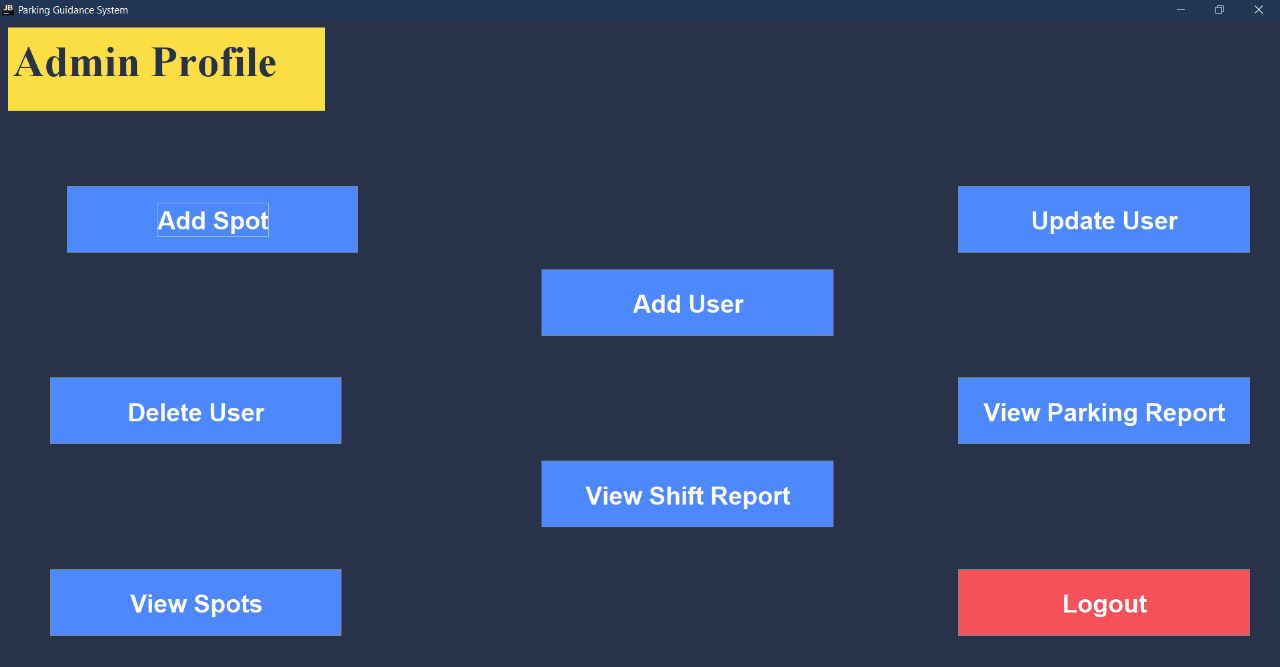 JB
Parking Guidance System
Admin Profile
Add Spot
Update User
Add User
Delete User
View Parking Report
View Shift Report
View Spots
Logout